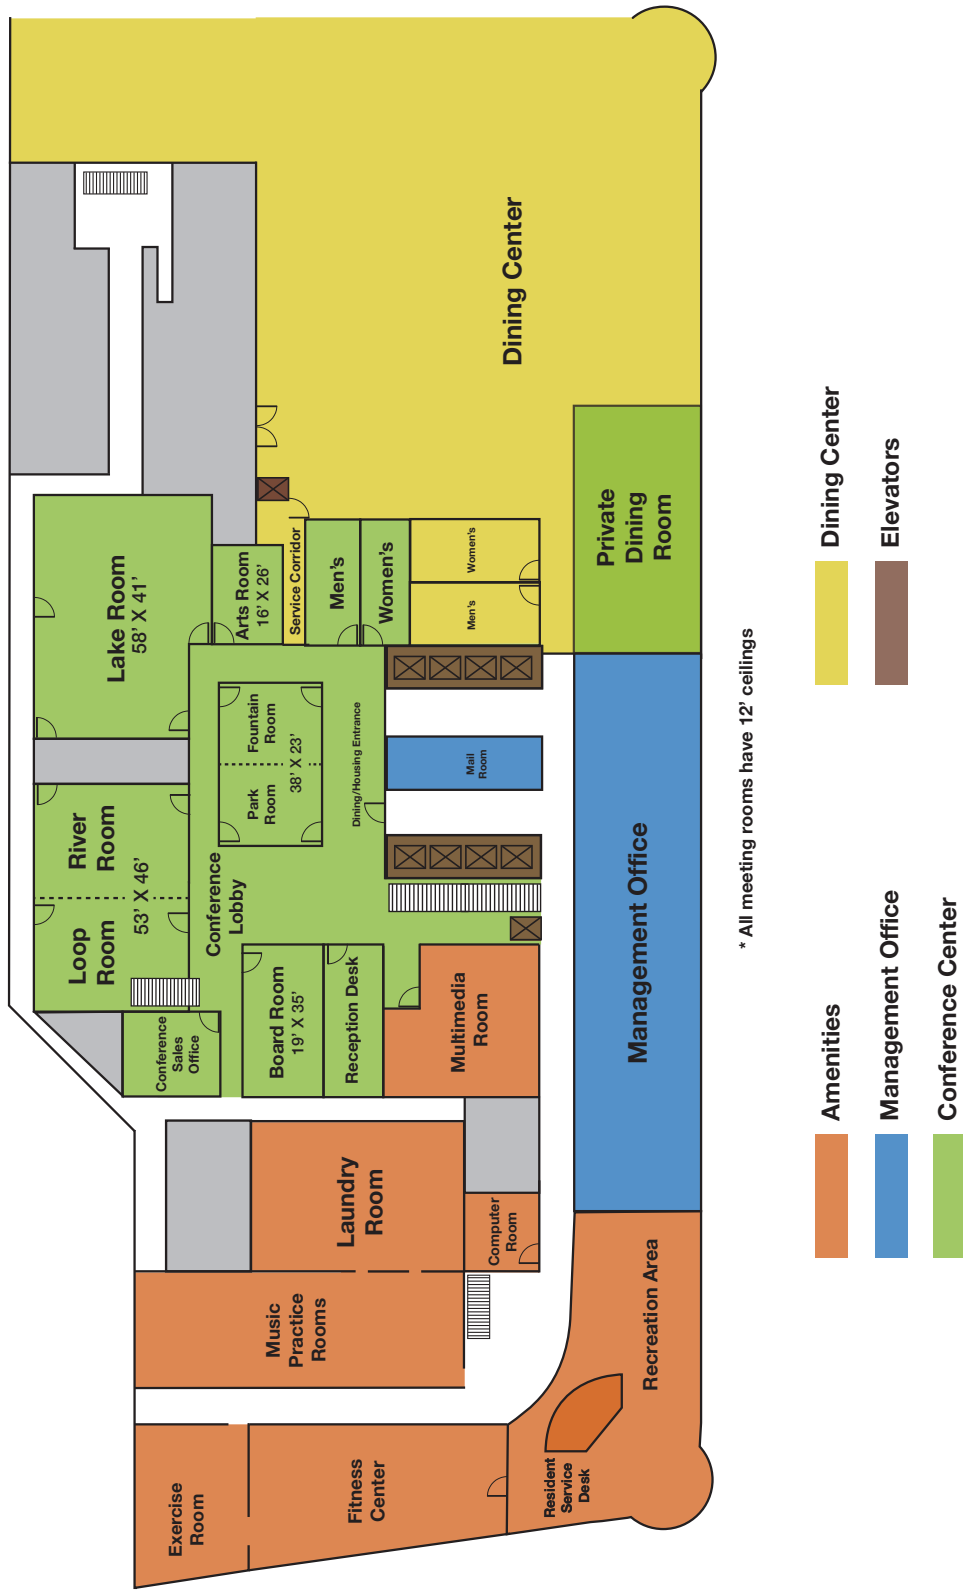 Exercise
Room
Fitness
Center
Resident
Service
Desk
Recreation Area
Music
Practice
Rooms
Laundry
Room
Computer
Room
Conference
Sales
Office
Board Room
19’ X 35’
Reception Desk
Multimedia
Room
Loop
Room
River
Room
53’ X 46’
Conference
Lobby
Park
Room
Fountain
Room
38’ X 23’
Dining/Housing Entrance
Mail
Room
Management Office
Lake Room
58’ X 41’
Arts Room
16’ X 26’
Service Corridor
Men’s
Women’s
Men’s
Women’s
Private
Dining
Room
Dining Center
* All meeting rooms have 12’ ceilings
Amenities
Management Office
Conference Center
Dining Center
Elevators